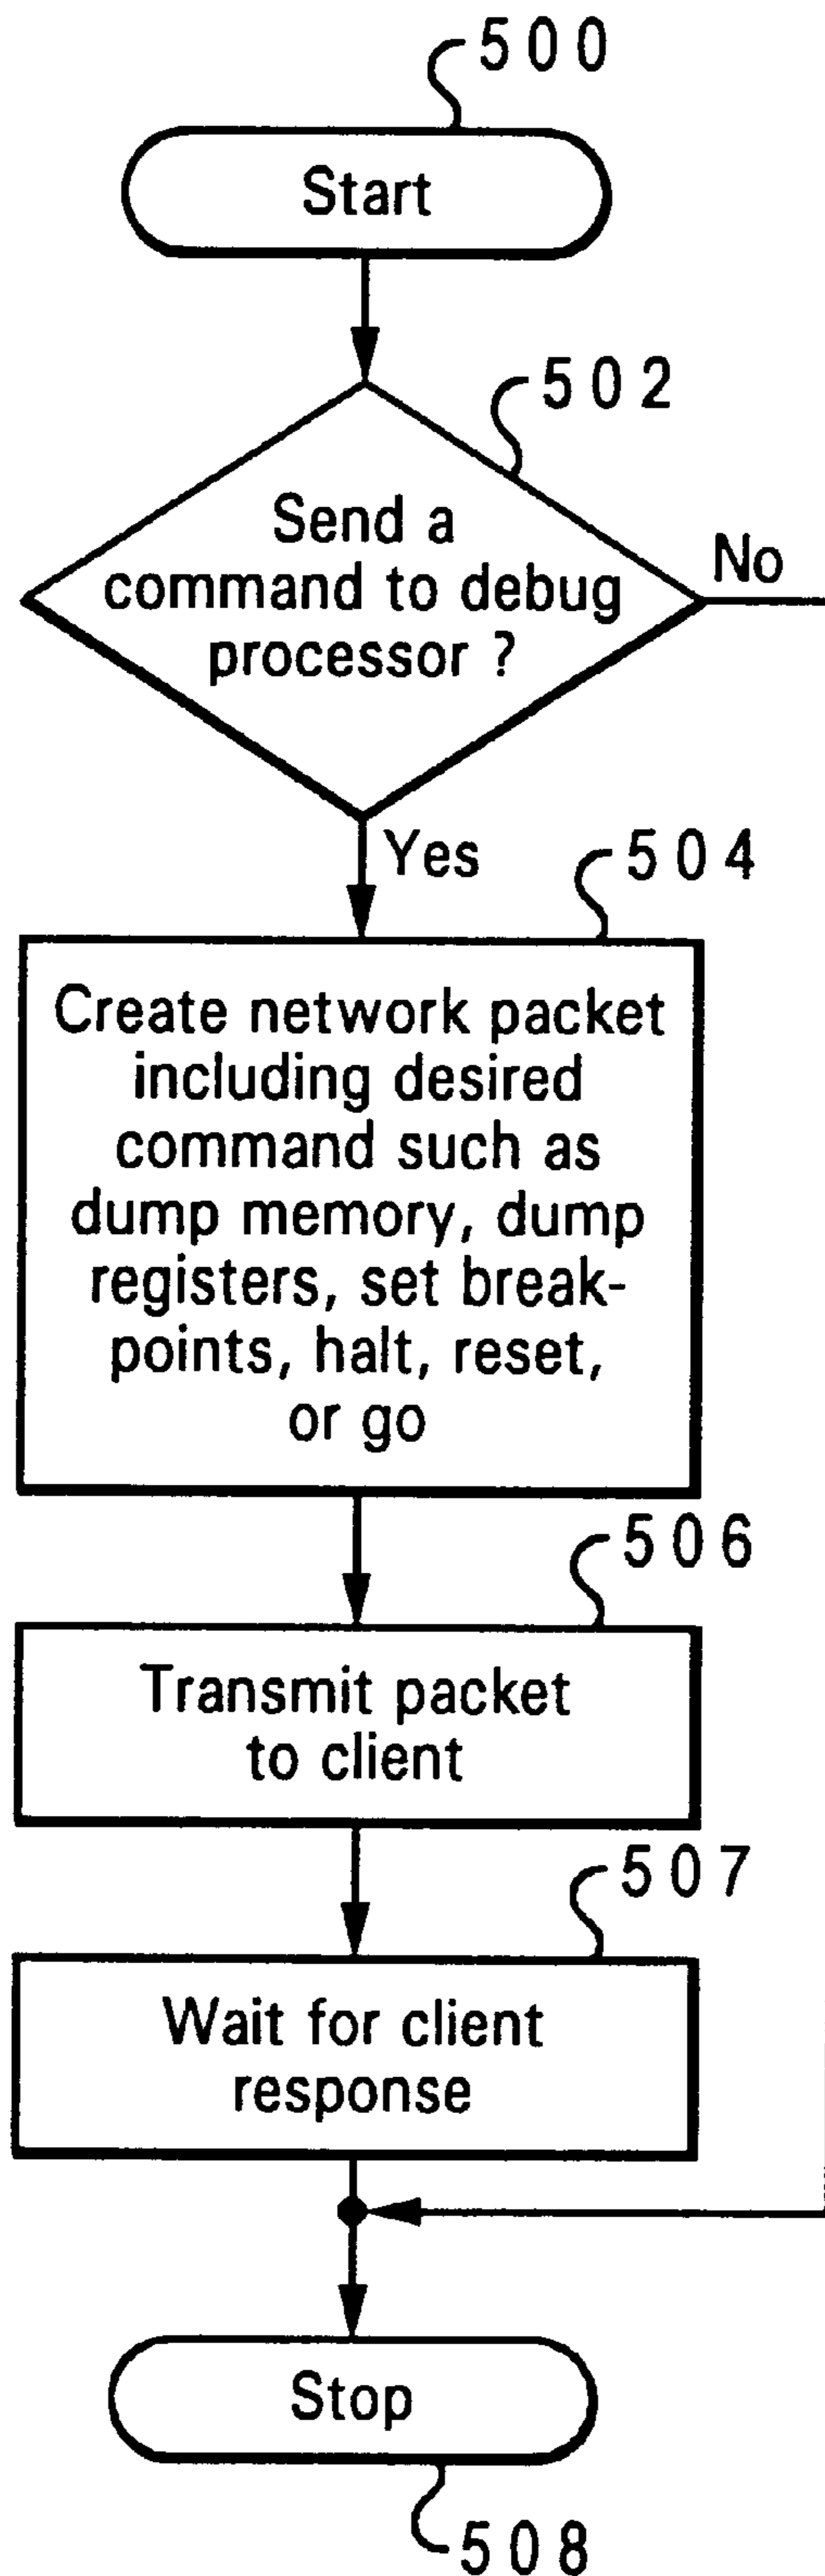 500
Start
502
Send a
command to debug
processor ?
No
Yes
504
Create network packet
including desired
command such as
dump memory, dump
registers, set break-
points, halt, reset,
or go
506
Transmit packet
to client
507
Wait for client
response
Stop
508